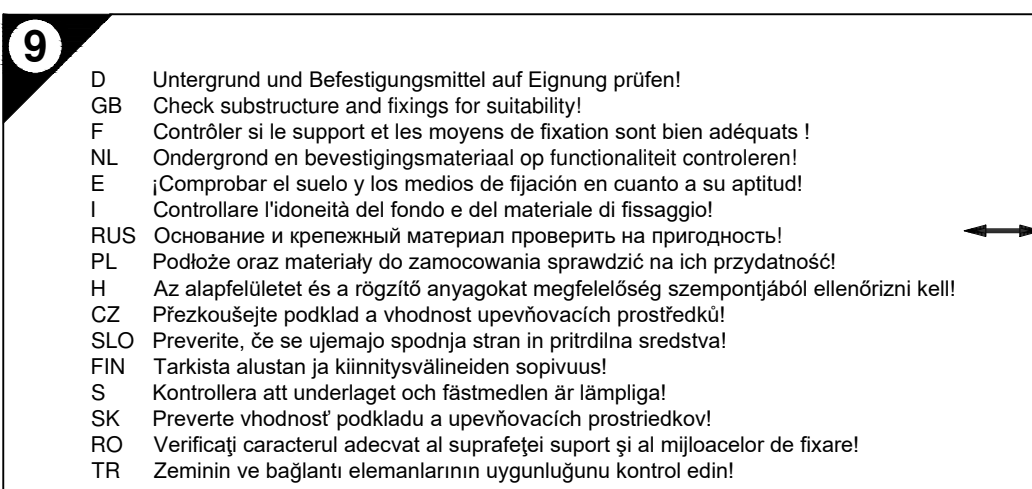 9
D Untergrund und Befestigungsmittel auf Eignung prüfen!
GB Check substructure and fixings for suitability!
F Contrôler si le support et les moyens de fixation sont bien adéquats !
NL Ondergrond en bevestigingsmateriaal op functionaliteit controleren!
E ¡Comprobar el suelo y los medios de fijación en cuanto a su aptitud!
I Controllare l'idoneità del fondo e del materiale di fissaggio!
RUS Основание и крепежный материал проверить на пригодность!
PL Podłoże oraz materiały do zamocowania sprawdzić na ich przydatność!
H Az alapfelületet és a rögzítő anyagokat megfelelőség szempontjából ellenőrizni kell!
CZ Přezkoušejte podklad a vhodnost upevňovacích prostředků!
SLO Preverite, če se ujemajo spodnja stran in pritrdilna sredstva!
FIN Tarkista alustan ja kiinnitysvälineiden sopivuus!
S Kontrollera att underlaget och fästmedlen är lämpliga!
SK Preverte vhodnosť podkladu a upevňovacích prostriedkov!
RO Verificaţi caracterul adecvat al suprafeţei suport şi al mijloacelor de fixare!
TR Zeminin ve bağlantı elemanlarının uygunluğunu kontrol edin!